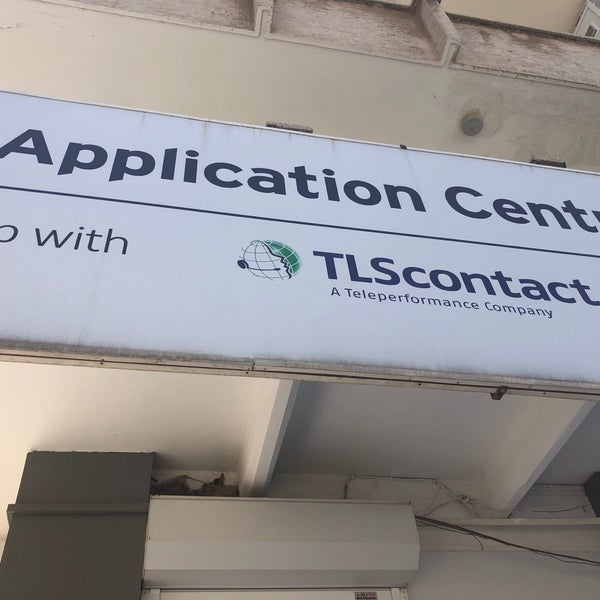 Application Cent
with
TLScontact
A Teleperformance Company